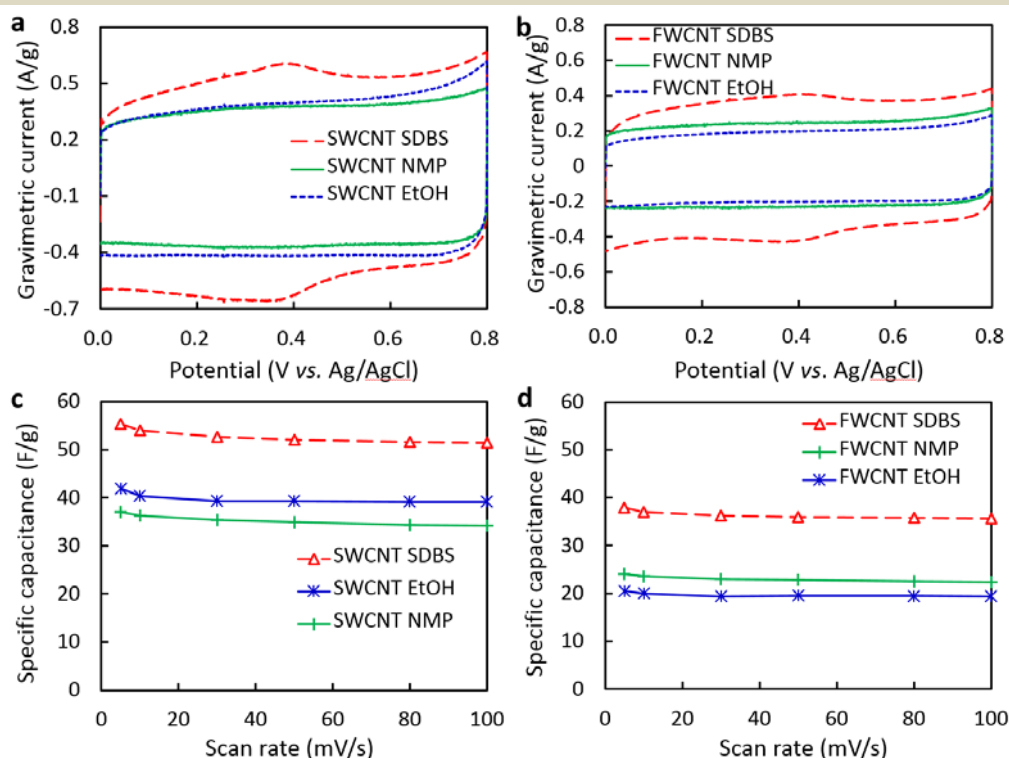 a
Gravimetric current (A/g)
0.8
0.5
0.2
-0.1
-0.4
-0.7
SWCNT SDBS
SWCNT NMP
SWCNT EtOH
0.0
0.2
0.4
0.6
0.8
Potential (V vs. Ag/AgCl)
b
Gravimetric current (A/g)
0.8
0.6
0.4
0.2
0
-0.2
-0.4
-0.6
-0.8
FWCNT SDBS
FWCNT NMP
FWCNT EtOH
0.0
0.2
0.4
0.6
0.8
Potential (V vs. Ag/AgCl)
c
Specific capacitance (F/g)
60
50
40
30
20
10
0
SWCNT SDBS
SWCNT EtOH
SWCNT NMP
0
20
40
60
80
100
Scan rate (mV/s)
d
Specific capacitance (F/g)
60
50
40
30
20
10
0
FWCNT SDBS
FWCNT NMP
FWCNT EtOH
0
20
40
60
80
100
Scan rate (mV/s)